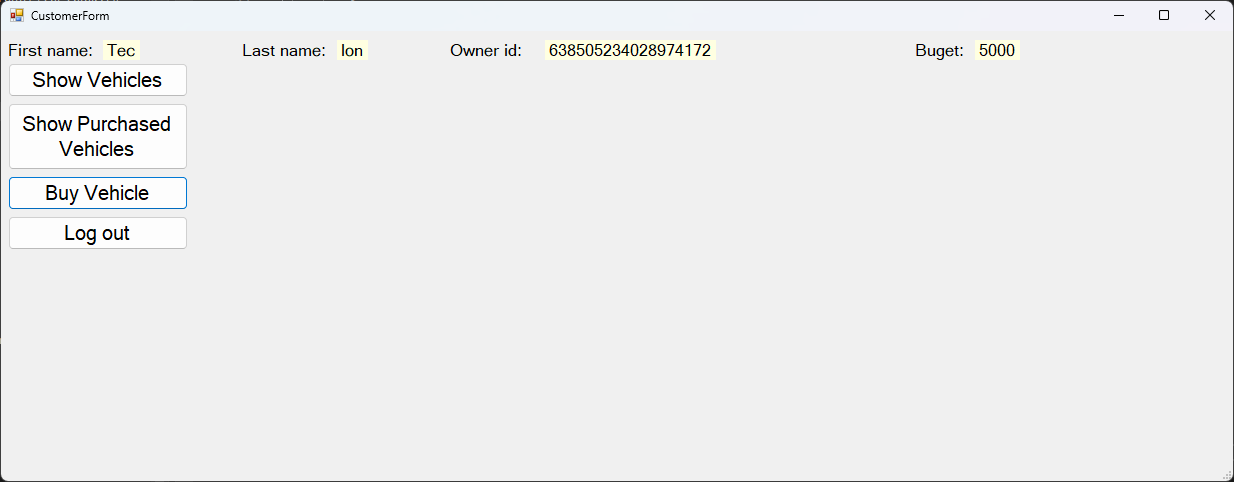 CustomerForm
First name: Tec Last name: Ion Owner id: 638505234028974172 Buget: 5000
Show Vehicles
Show Purchased
Vehicles
Buy Vehicle
Log out